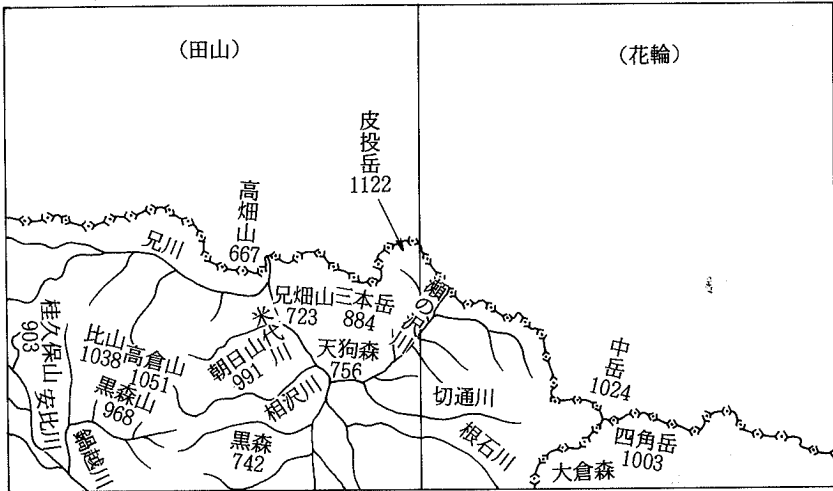 （田山）
（花輪）
皮投岳
1122
高畑山
667
兄川
瀬の沢川
兄畑山
723
三本岳
884
米代川
桂久保山
903
比山
1038
高倉山
1051
朝日山
991
天狗森
756
中岳
1024
黒森山
968
相沢川
切通川
安比川
鍋越川
黒森
742
根石川
四角岳
1003
大倉森